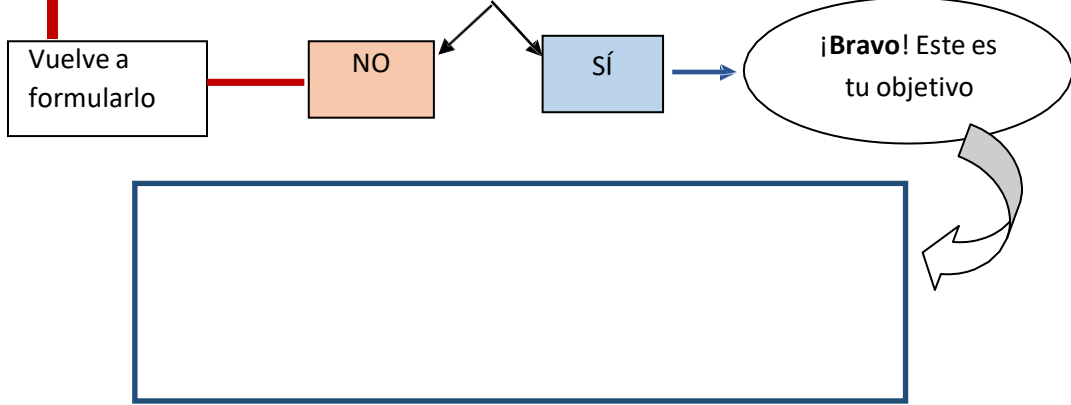 Vuelve a
formularlo
NO
SÍ
¡Bravo! Este es
tu objetivo